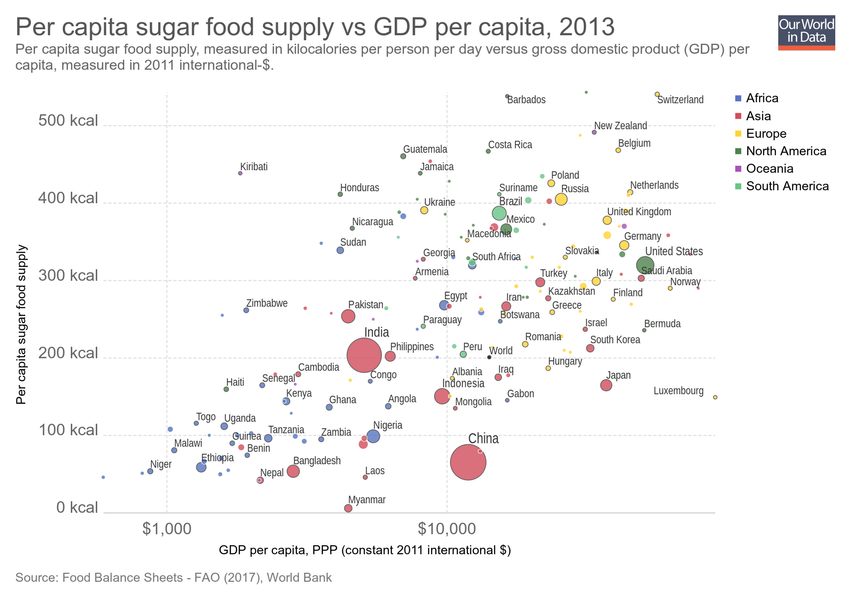 Per capita sugar food supply vs GDP per capita, 2013
Per capita sugar food supply, measured in kilocalories per person per day versus gross domestic product (GDP) per
capita, measured in 2011 international-$.
Our World
in Data
Barbados
Switzerland
Africa
Asia
Europe
North America
Oceania
South America
500 kcal
New Zealand
Belgium
Costa Rica
Guatemala
Jamaica
Kiribati
Poland
Honduras
Suriname
Russia
Netherlands
400 kcal
Ukraine
Brazil
Nicaragua
Mexico
United Kingdom
Macedonia
Sudan
Germany
Georgia
South Africa
Slovakia
United States
Armenia
Turkey
Italy
Saudi Arabia
300 kcal
Norway
Zimbabwe
Pakistan
Egypt
Iran
Kazakhstan
Finland
Greece
Botswana
Paraguay
Israel
Bermuda
India
Philippines
Peru
World
Romania
South Korea
200 kcal
Cambodia
Congo
Albania
Iraq
Hungary
Haiti
Senegal
Indonesia
Japan
Kenya
Ghana
Angola
Mongolia
Gabon
Luxembourg
Togo
Uganda
100 kcal
Guinea
Tanzania
Zambia
Nigeria
China
Malawi
Benin
Niger
Ethiopia
Nepal
Bangladesh
Laos
Myanmar
0 kcal
$1,000
$10,000
Per capita sugar food supply
GDP per capita, PPP (constant 2011 international $)
Source: Food Balance Sheets - FAO (2017), World Bank